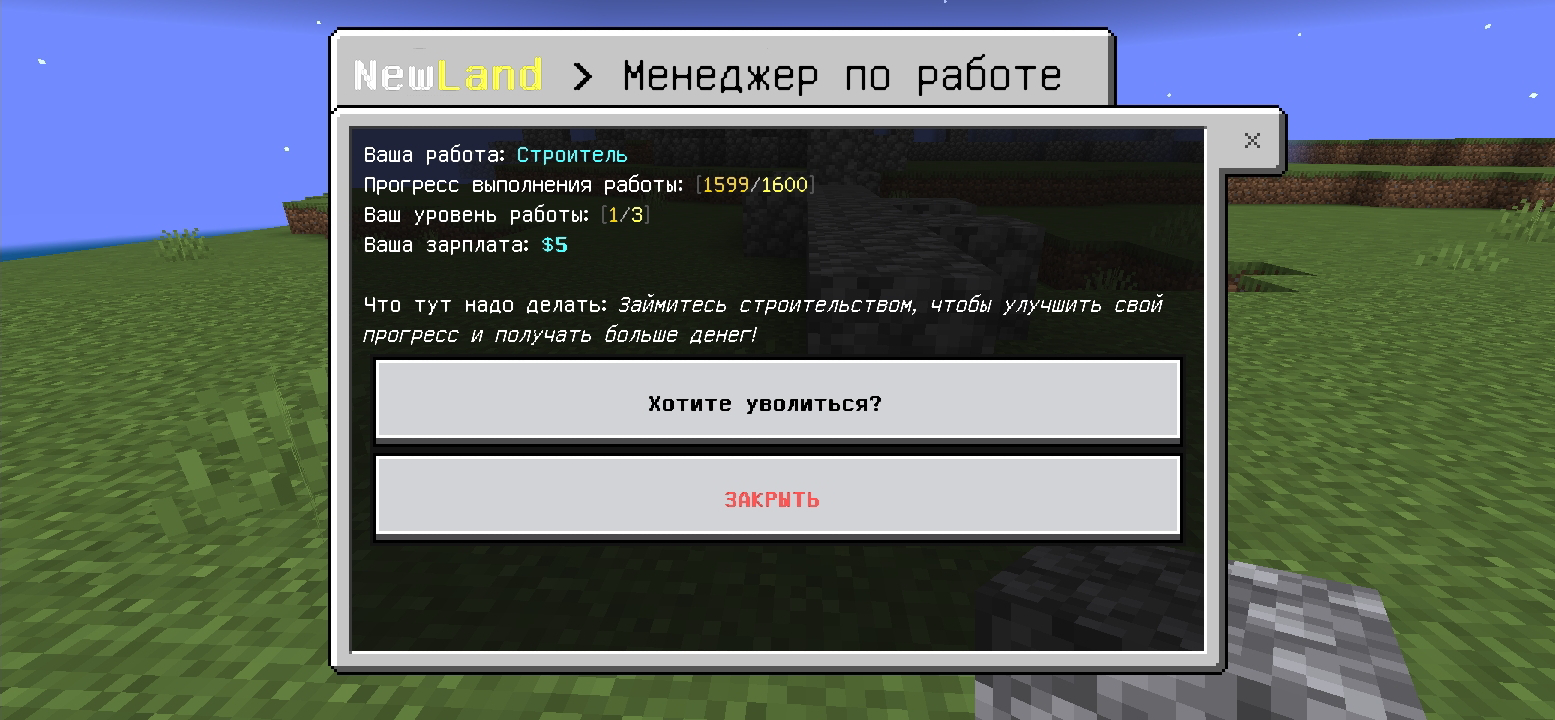 NewLand > Менеджер по работе
Ваша работа: Строитель
Прогресс выполнения работы: [1599/1600]
Ваш уровень работы: [1/3]
Ваша зарплата: $5
Что тут надо делать: Займитесь строительством, чтобы улучшить свой
прогресс и получать больше денег!
Хотите уволиться?
ЗАКРЫТЬ